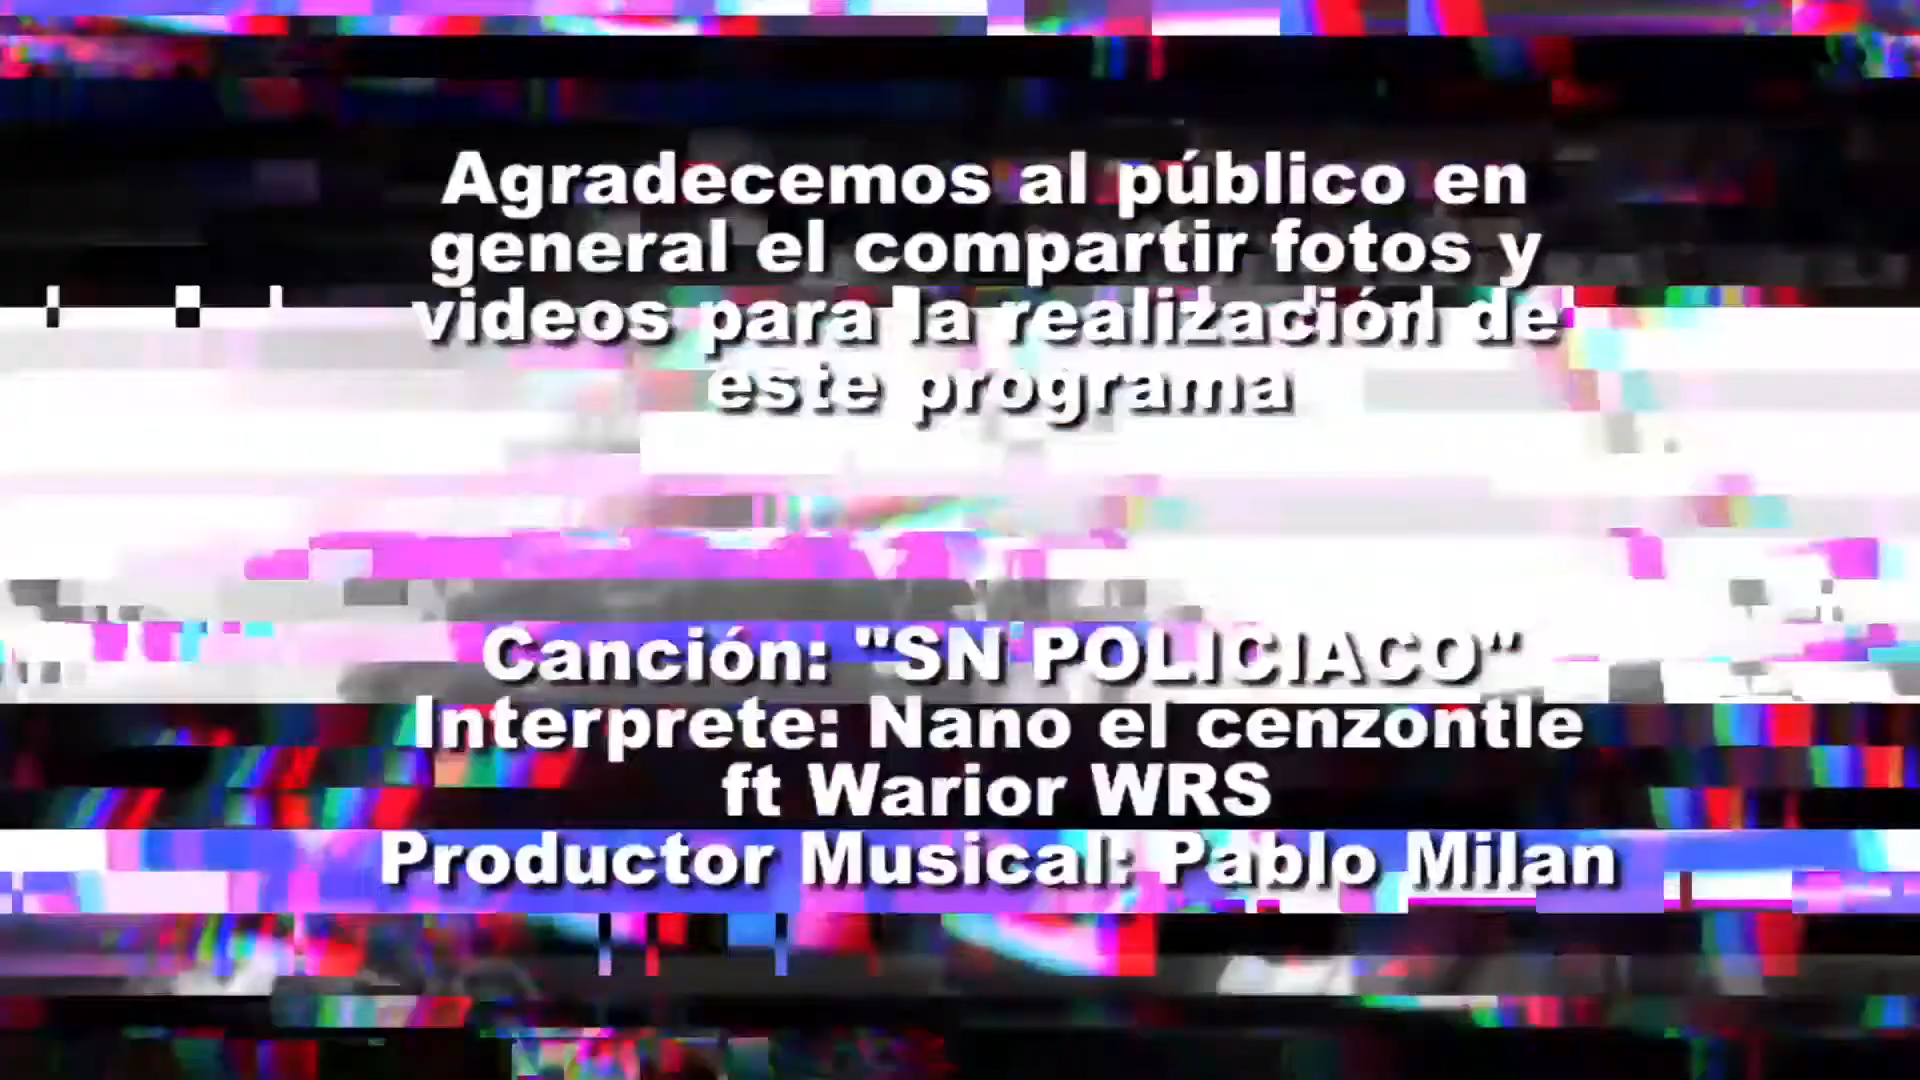 Agradecemos al público en
general el compartir fotos y
videos para la realización de
este programa
Canción: "SN POLICIACO“
Interprete: Nano el cenzontle
ft Warior WRS
Productor Musical: Pablo Milan